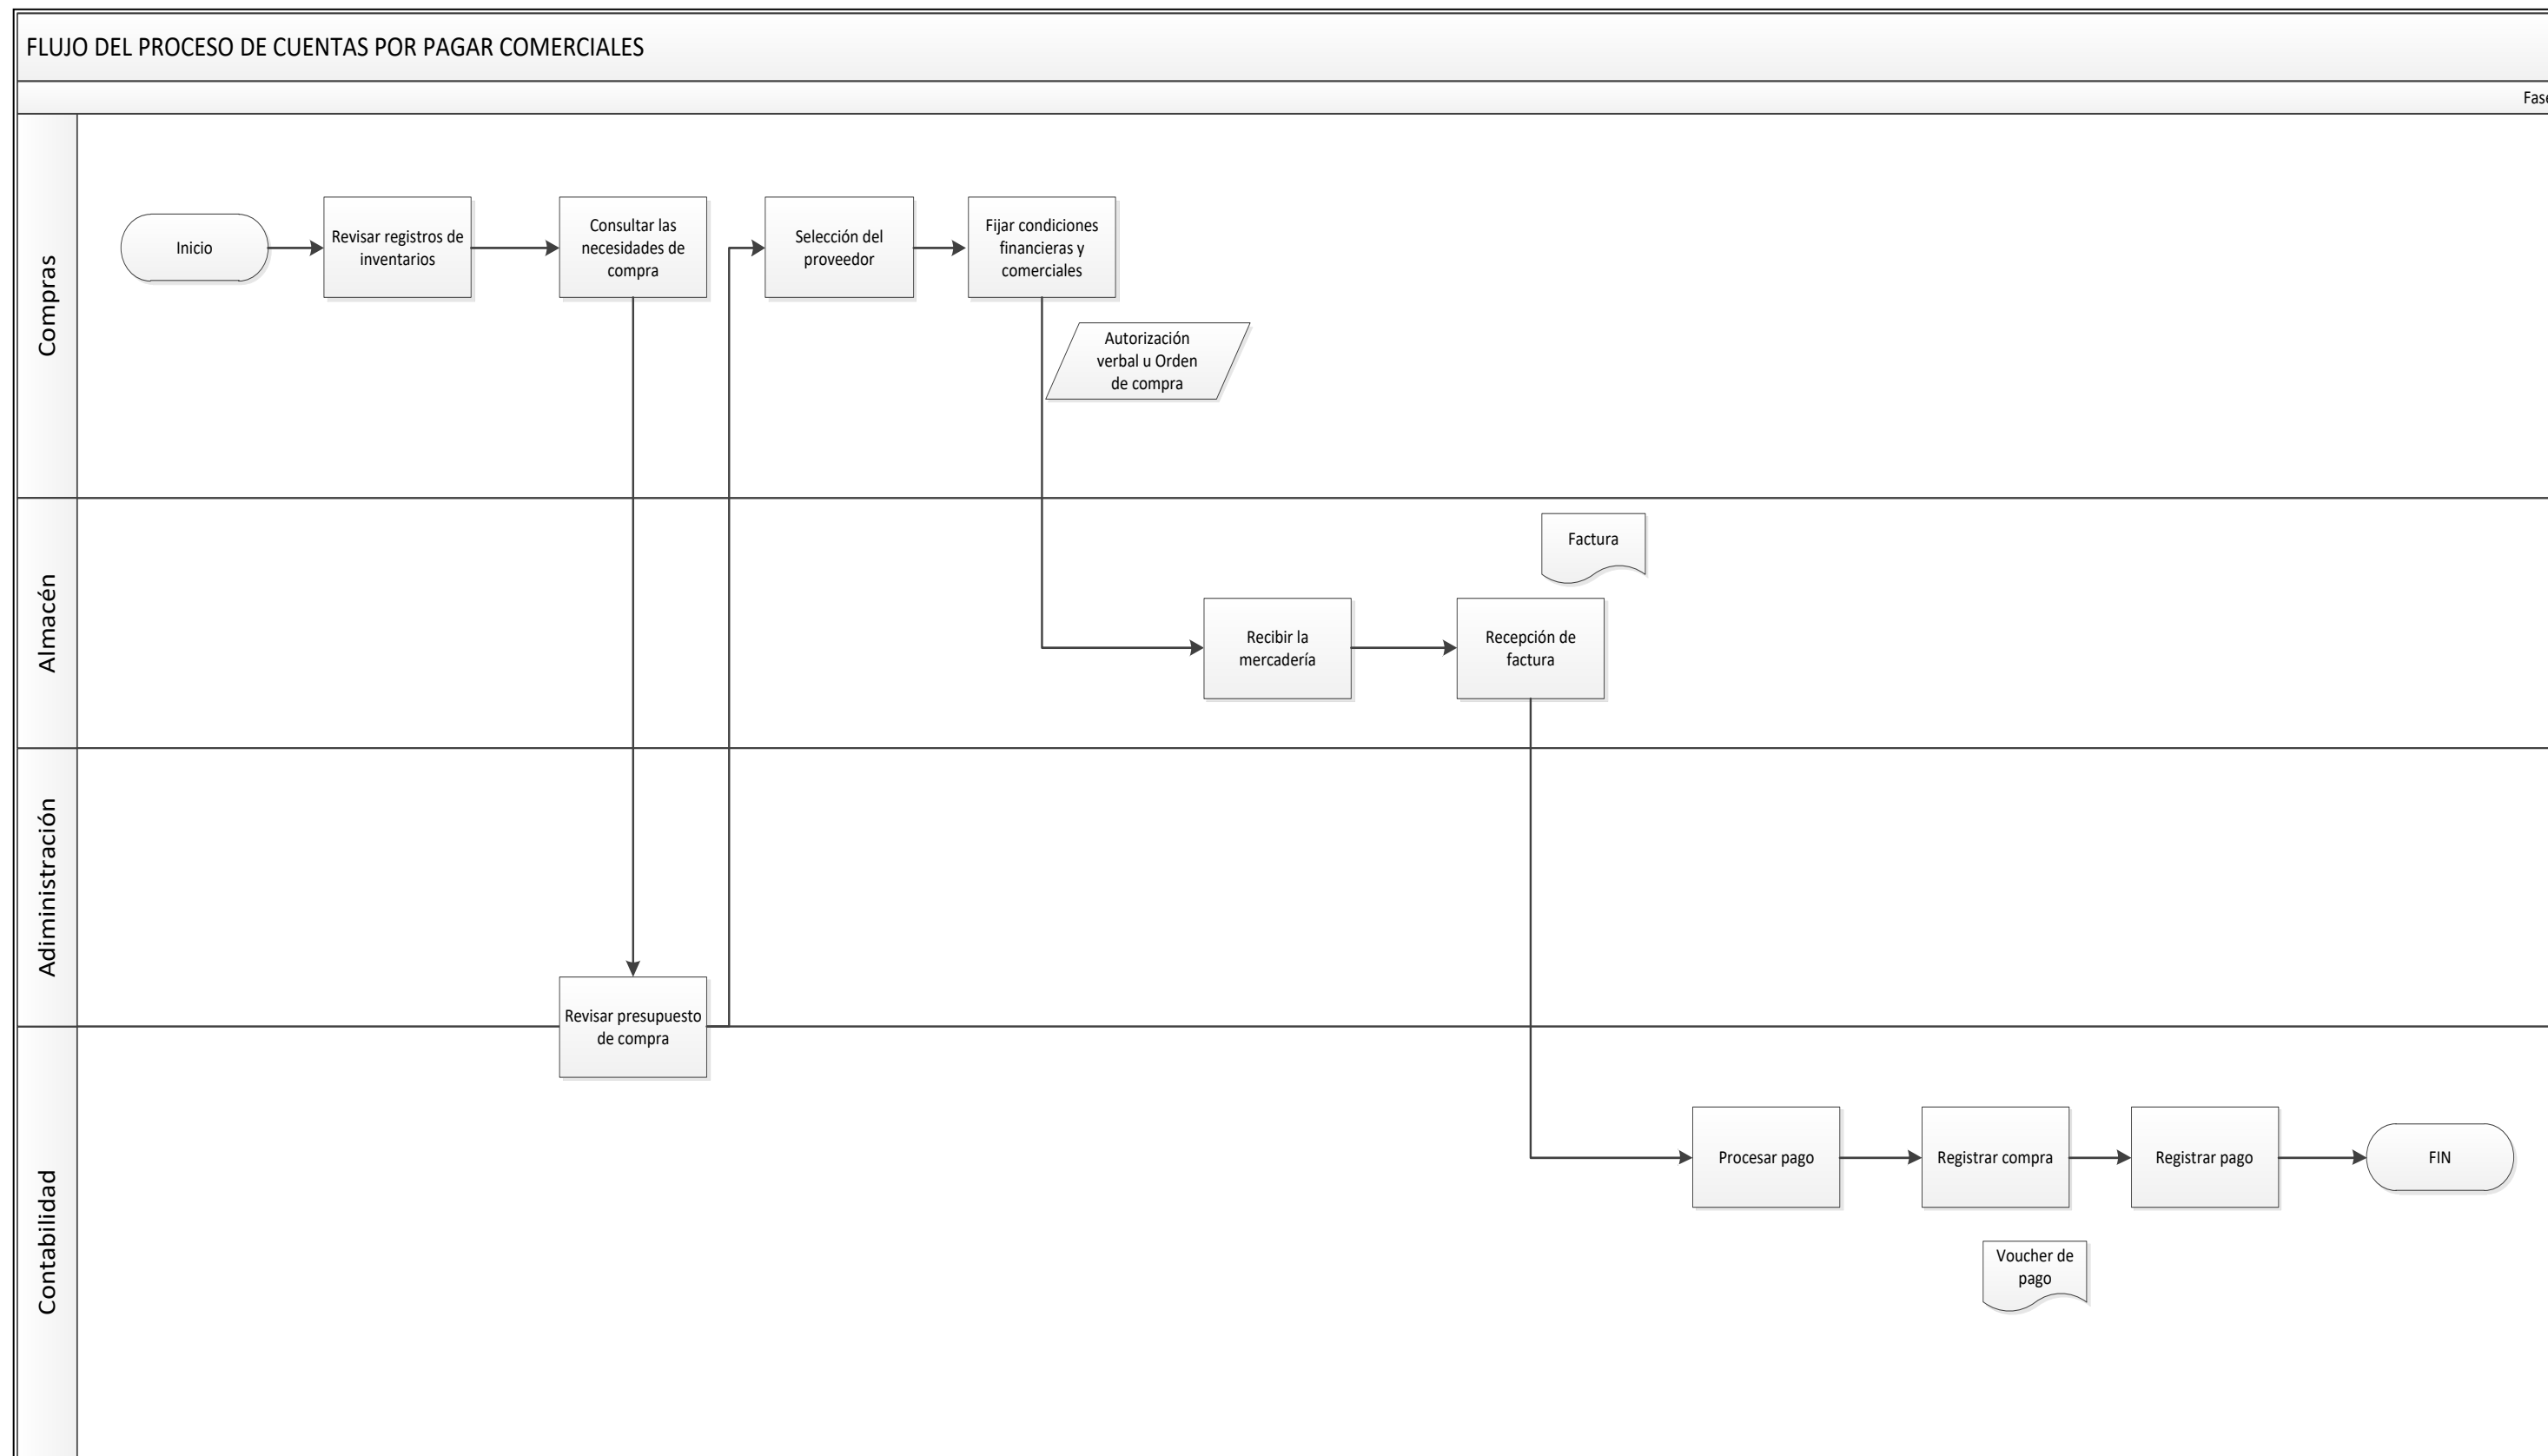 FLUJO DEL PROCESO DE CUENTAS POR PAGAR COMERCIALES
Fase
Compras
Inicio
Revisar registros de
inventarios
Consultar las
necesidades de
compra
Selección del
proveedor
Fijar condiciones
financieras y
comerciales
Autorización
verbal u Orden
de compra
Almacén
Factura
Recibir la
mercadería
Recepción de
factura
Adiministración
Revisar presupuesto
de compra
Contabilidad
Procesar pago
Registrar compra
Registrar pago
FIN
Voucher de
pago